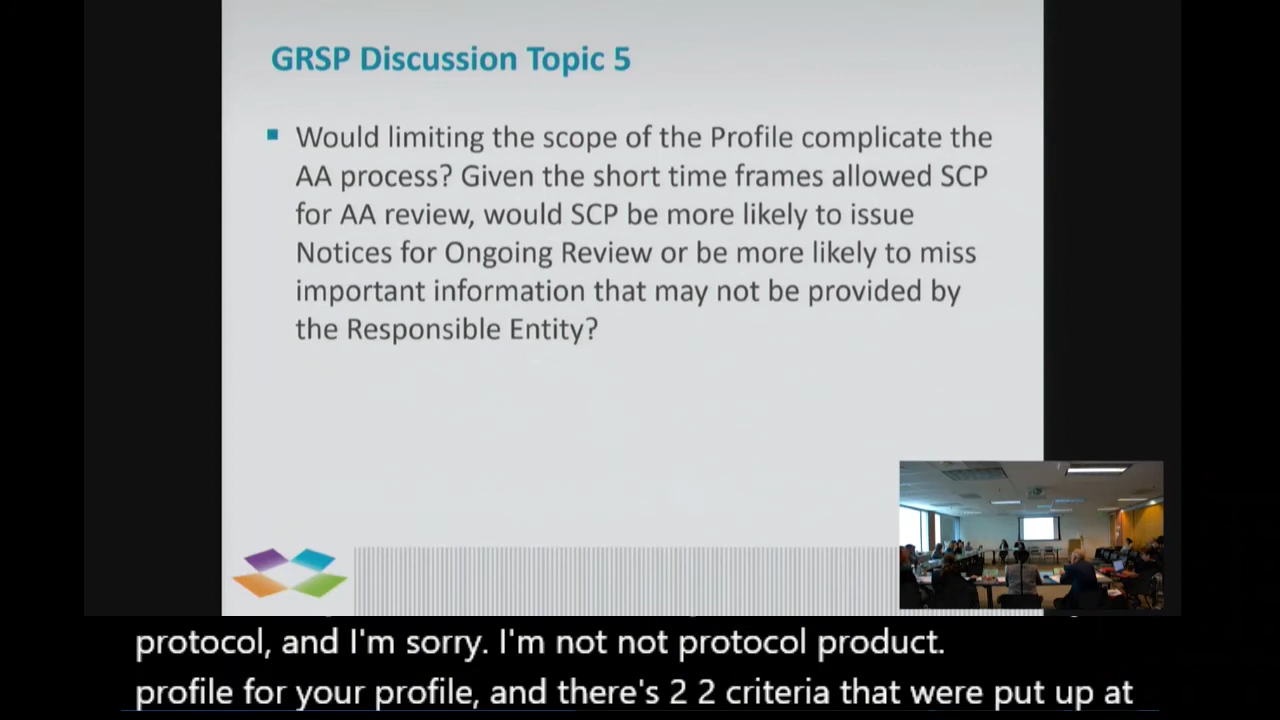 GRSP Discussion Topic 5
Would limiting the scope of the Profile complicate the
AA process? Given the short time frames allowed SCP
for AA review, would SCP be more likely to issue
Notices for Ongoing Review or be more likely to miss
important information that may not be provided by
the Responsible Entity?
protocol, and I'm sorry. I'm not not protocol product.
profile for your profile, and there's 2 2 criteria that were put up at